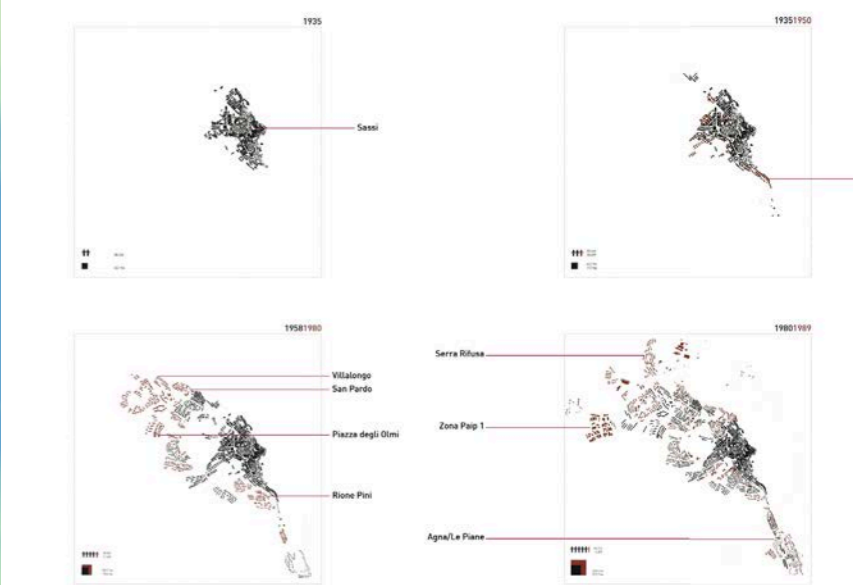 1935
Sassi
19351950
19581980
Villalongo
San Pardo
Piazza degli Olmi
Rione Pini
19801989
Serra Rifusa
Zona Paip 1
Agna/Le Piane